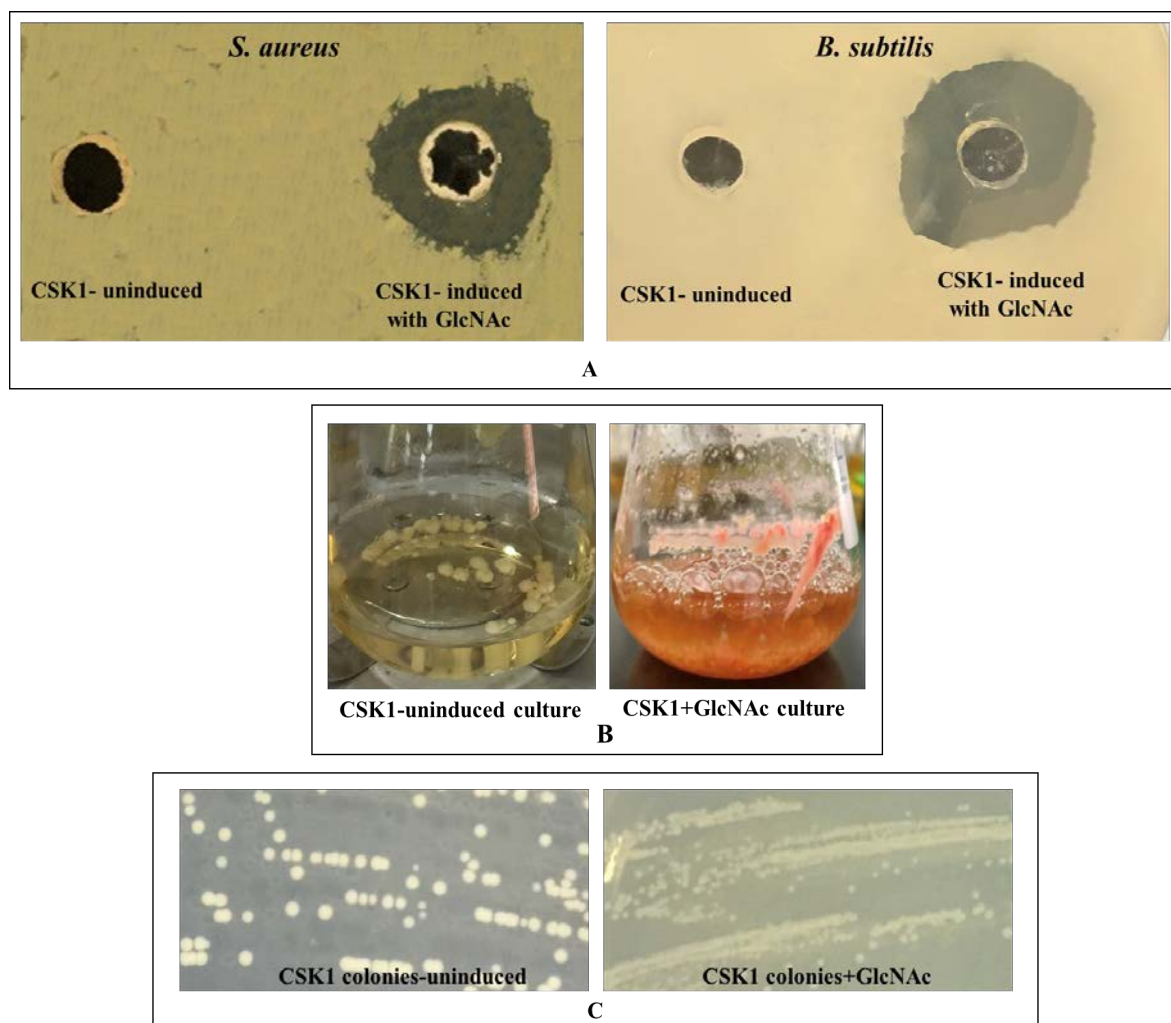 S. aureus
B. subtilis
CSK1- uninduced
CSK1- induced
with GlcNAc
CSK1- uninduced
CSK1- induced
with GlcNAc
A
CSK1-uninduced culture
CSK1+GlcNAc culture
B
CSK1 colonies-uninduced
CSK1 colonies+GlcNAc
C